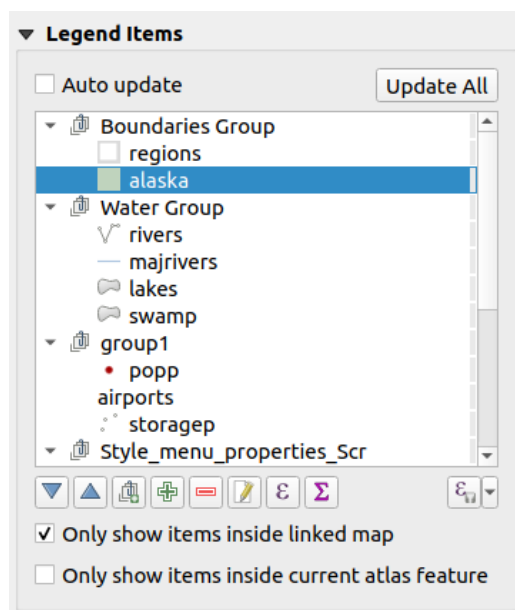 Legend Items
Auto update
Update All
Boundaries Group
regions
alaska
Water Group
rivers
majrivers
lakes
swamp
group1
popp
airports
storagep
Style_menu_properties_Scr
ε Σ ε
Only show items inside linked map
Only show items inside current atlas feature